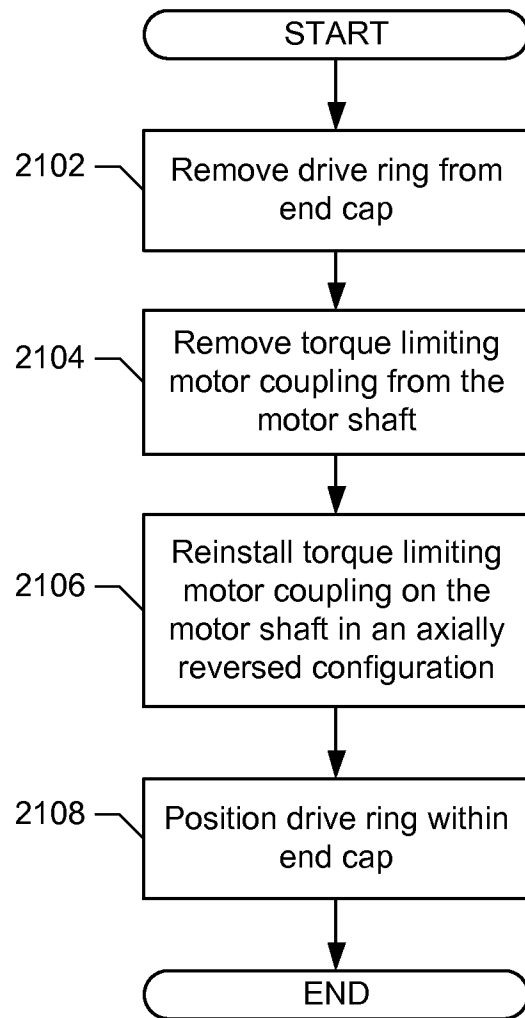 START
2102
Remove drive ring from
end cap
2104
Remove torque limiting
motor coupling from the
motor shaft
2106
Reinstall torque limiting
motor coupling on the
motor shaft in an axially
reversed configuration
2108
Position drive ring within
end cap
END